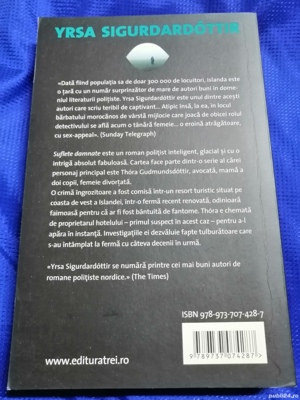 YRSA SIGURDARDÓTTIR
«Dată fiind populația sa de doar 300 000 de locuitori, Islanda este
o țară cu un număr surprinzător de mare de autori buni în dome-
niul literaturii polițiste. Yrsa Sigurdardóttir este unul dintre acești
autori care scriu teribil de captivant... Atipic însă, la ea, în locul
bărbatului morocănos de vârstă mijlocie care joacă de obicei rolul
detectivului se află acum o tânără femeie... o eroină atrăgătoare,
cu sex-appeal». (Sunday Telegraph)
Suflete damnate este un roman polițist inteligent, glacial și cu o
intrigă absolut fabuloasă. Cartea face parte dintr-o serie al cărei
personaj principal este Thóra Gudmundsdóttir, avocată, mamă a
doi copii, femeie divorțată.
O crimă îngrozitoare a fost comisă într-un resort turistic situat pe
coasta de vest a Islandei, într-o fermă recent renovată, odinioară
faimoasă pentru că ar fi fost bântuită de fantome. Thóra e chemată
de proprietarul hotelului – primul suspect în acest caz – pentru a-l
apăra în instanță. Investigațiile ei dezvăluie fapte tulburătoare care
s-au întâmplat la fermă cu câteva decenii în urmă.
«Yrsa Sigurdardóttir se numără printre cei mai buni autori de
romane polițiste nordice.» (The Times)
ISBN 978-973-707-428-7
9 789737 074287 >
www.edituratrei.ro
publi24.ro